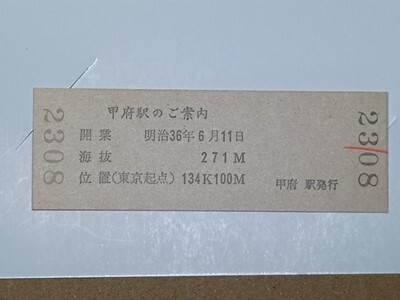 2308
甲府駅のご案内
開業 明治36年6月11日
海抜 271M
位置(東京起点) 134K100M
甲府 駅発行
2308